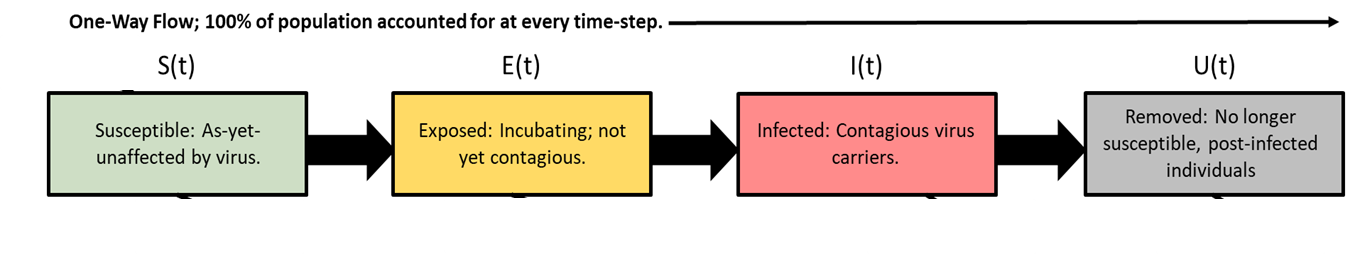 One-Way Flow; 100% of population accounted for at every time-step.
S(t)
E(t)
I(t)
U(t)
Susceptible: As-yet-
unaffected by virus.
Exposed: Incubating; not
yet contagious.
Infected: Contagious virus
carriers.
Removed: No longer
susceptible, post-infected
individuals